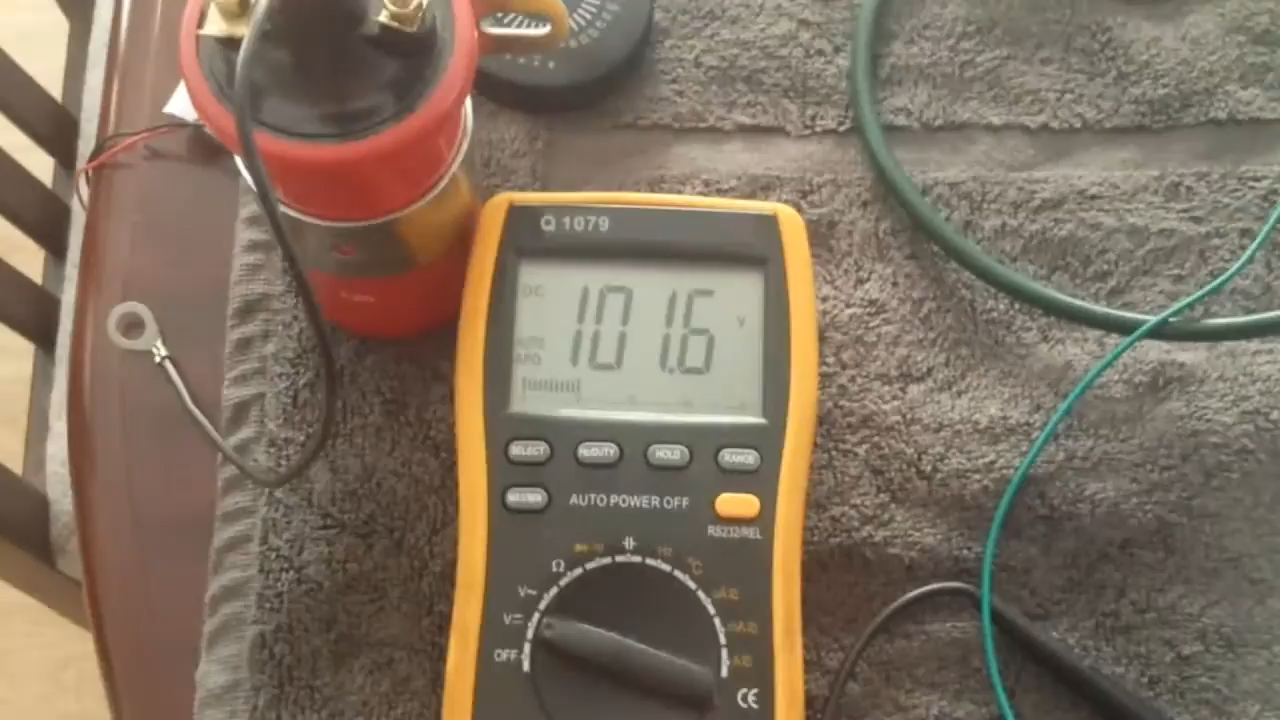 Q 1079
DC
101.6 V
AUTO
APO
SELECT Hz/DUTY HOLD RANGE
AUTO POWER OFF
RS232/REL
Ω Hz °C
V~
V⎓
OFF
CE